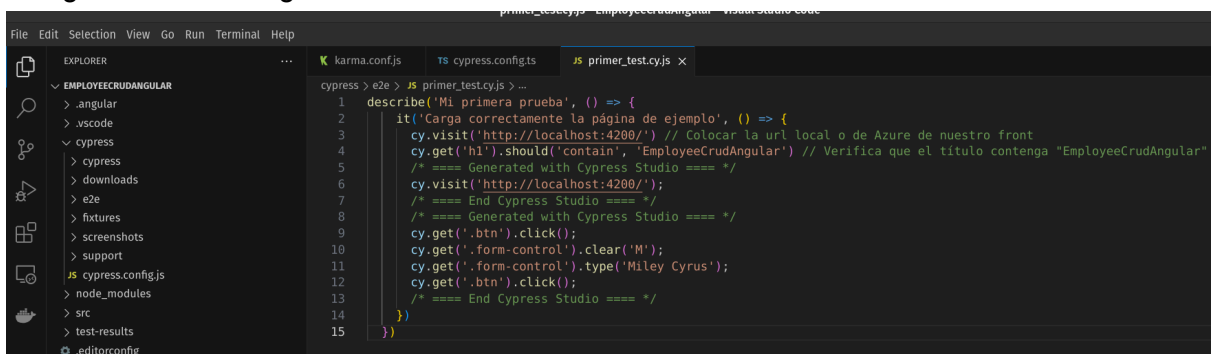 primer_test.cy.js - EmployeeCrudAngular - Visual Studio Code
File Edit Selection View Go Run Terminal Help
EXPLORER ...
karma.conf.js TS cypress.config.ts JS primer_test.cy.js ×
EMPLOYEECRUDANGULAR
cypress > e2e > JS primer_test.cy.js > ...
1 describe('Mi primera prueba', () => {
.angular
2 it('Carga correctamente la página de ejemplo', () => {
.vscode
3 cy.visit('http://localhost:4200/') // Colocar la url local o de Azure de nuestro front
cypress
4 cy.get('h1').should('contain', 'EmployeeCrudAngular') // Verifica que el título contenga "EmployeeCrudAngular"
cypress
5 /* ==== Generated with Cypress Studio ==== */
downloads
6 cy.visit('http://localhost:4200/');
e2e
7 /* ==== End Cypress Studio ==== */
fixtures
8 /* ==== Generated with Cypress Studio ==== */
screenshots
9 cy.get('.btn').click();
support
10 cy.get('.form-control').clear('M');
JS cypress.config.js
11 cy.get('.form-control').type('Miley Cyrus');
node_modules
12 cy.get('.btn').click();
src
13 /* ==== End Cypress Studio ==== */
test-results
14 })
.editorconfig
15 })